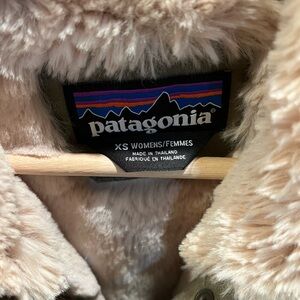 patagonia®
XS WOMENS/FEMMES
MADE IN THAILAND
FABRIQUÉ EN THAÏLANDE